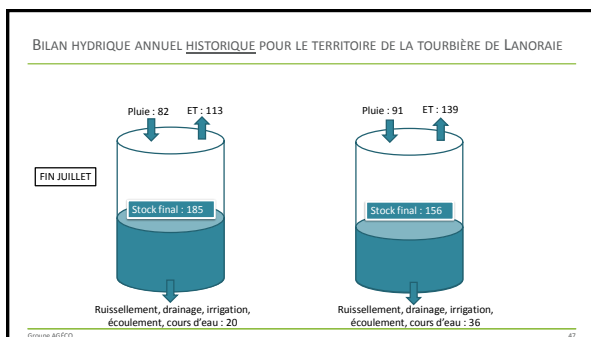 BILAN HYDRIQUE ANNUEL HISTORIQUE POUR LE TERRITOIRE DE LA TOURBIÈRE DE LANORAIE
Pluie : 82 ET : 113
Pluie : 91 ET : 139
FIN JUILLET
Stock final : 185
Stock final : 156
Ruissellement, drainage, irrigation,
écoulement, cours d'eau : 20
Ruissellement, drainage, irrigation,
écoulement, cours d'eau : 36
Groupe AGÉCO
47